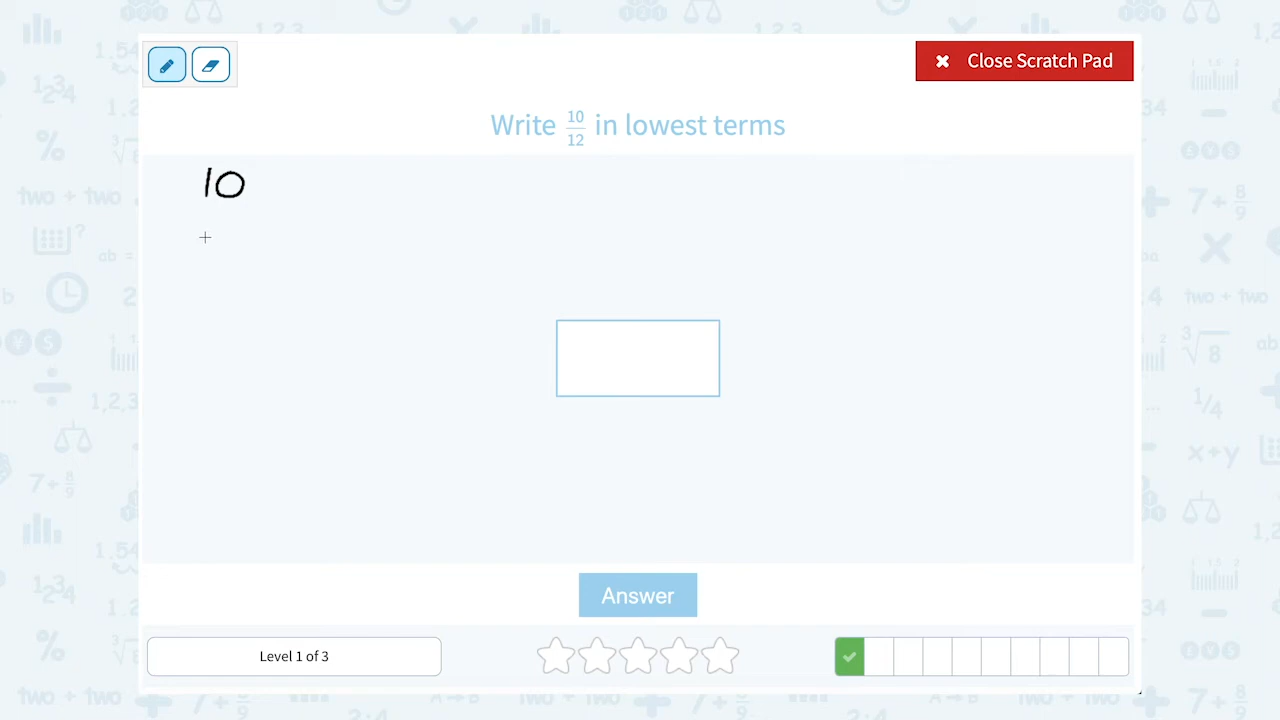 Close Scratch Pad
Write 10/12 in lowest terms
10
Answer
Level 1 of 3